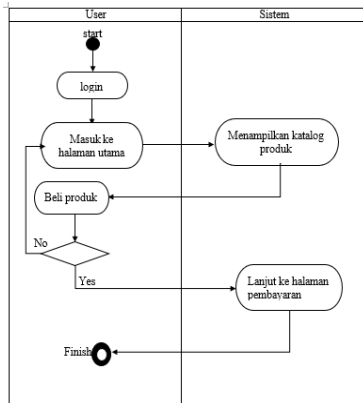 User
Sistem
start
login
Masuk ke
halaman utama
Menampilkan katalog
produk
Beli produk
No
Yes
Lanjut ke halaman
pembayaran
Finish